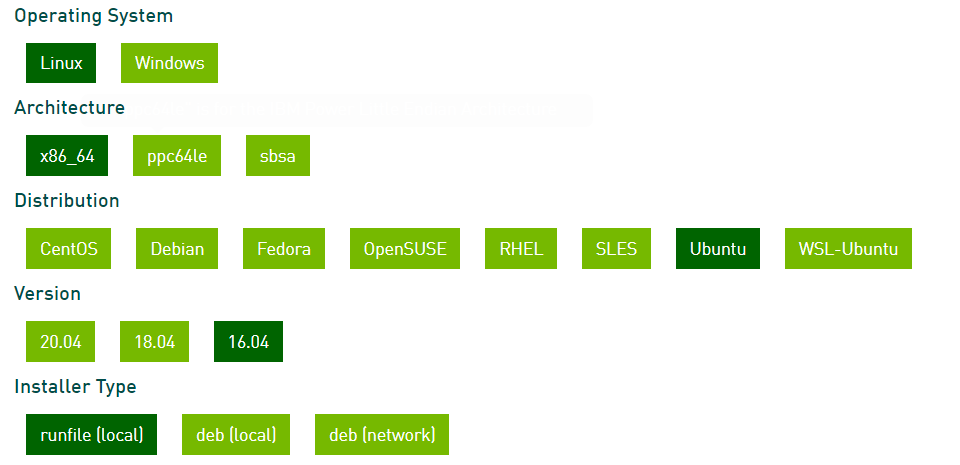 Operating System
Linux Windows
Architecture
x86_64 ppc64le sbsa
Distribution
CentOS Debian Fedora OpenSUSE RHEL SLES Ubuntu WSL-Ubuntu
Version
20.04 18.04 16.04
Installer Type
runfile (local) deb (local) deb (network)